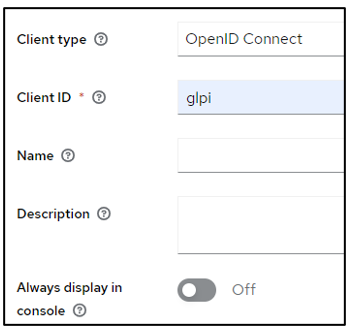 Client type
OpenID Connect
Client ID *
glpi
Name
Description
Always display in
console
Off